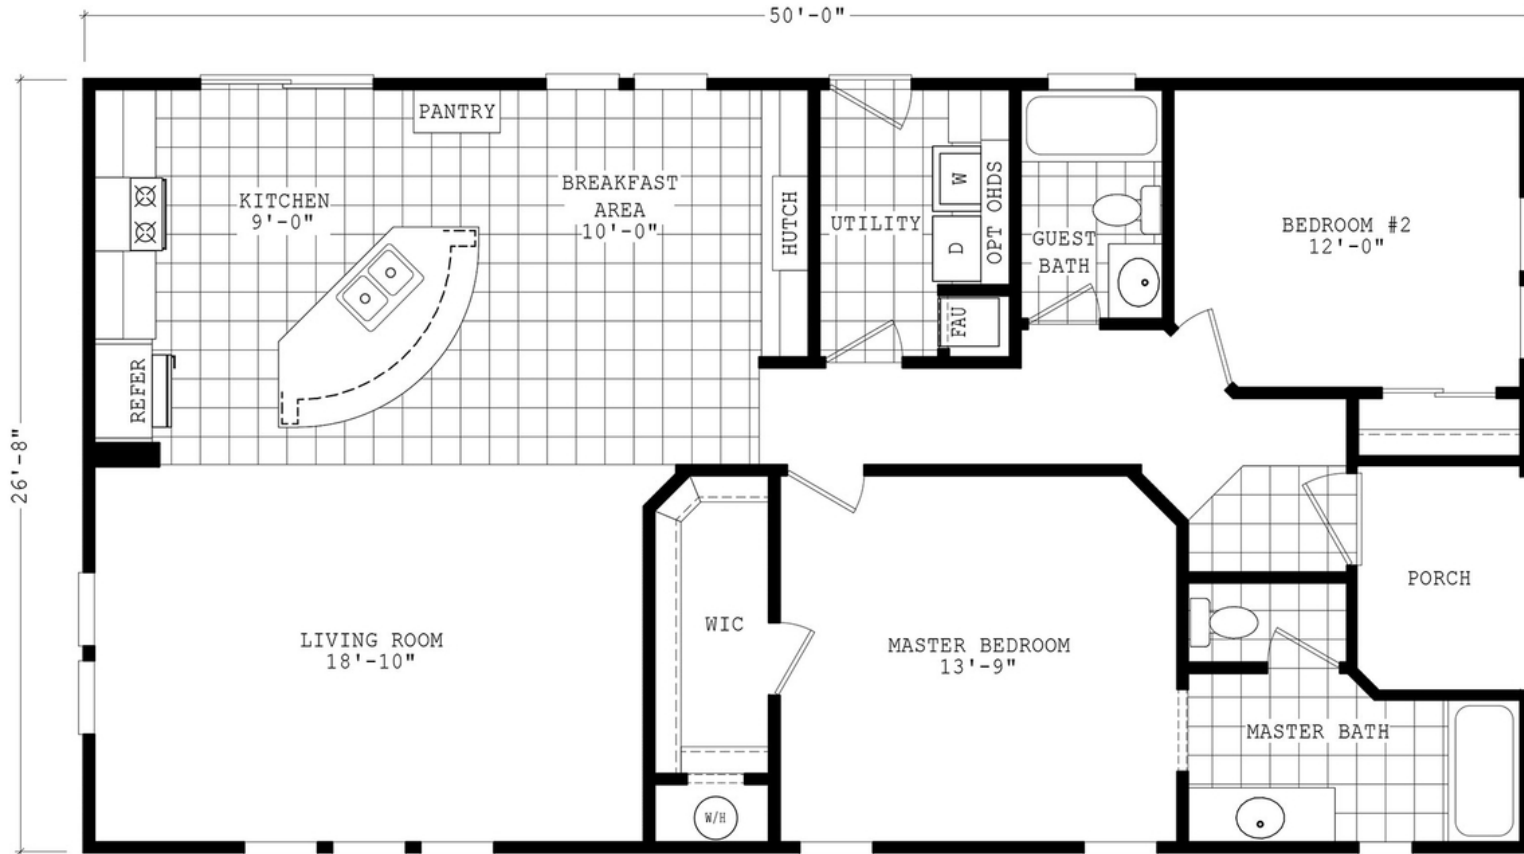 50'-0"
26'-8"
PANTRY
KITCHEN
9'-0"
BREAKFAST
AREA
10'-0"
HUTCH
UTILITY
W
D
OPT OHDS
FAU
GUEST
BATH
BEDROOM #2
12'-0"
REFER
LIVING ROOM
18'-10"
WIC
W/H
MASTER BEDROOM
13'-9"
PORCH
MASTER BATH